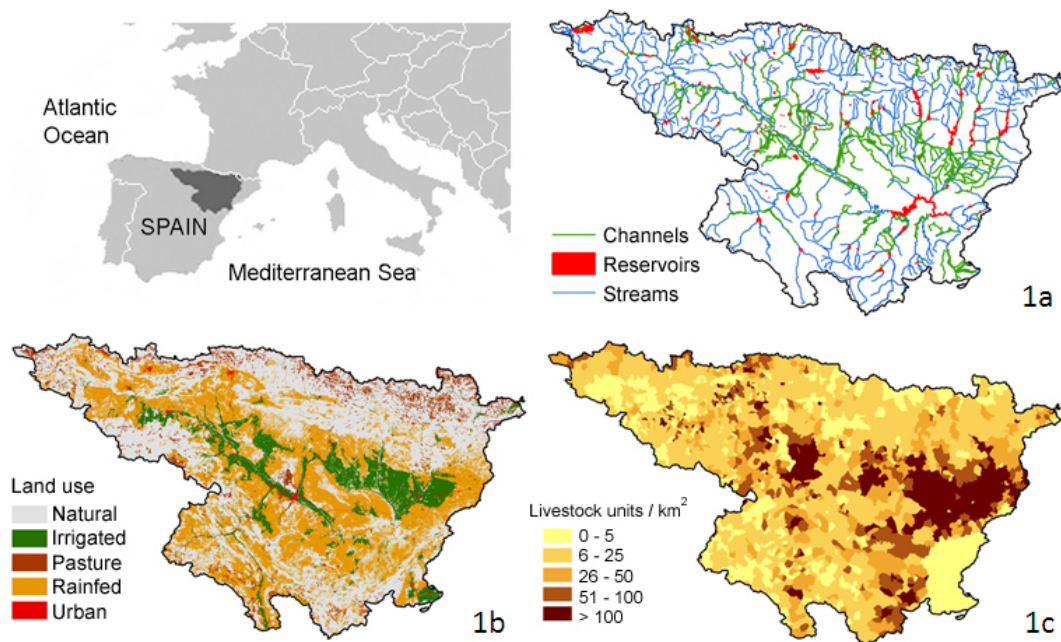 Atlantic
Ocean
SPAIN
Mediterranean Sea
Channels
Reservoirs
Streams
1a
Land use
Natural
Irrigated
Pasture
Rainfed
Urban
1b
Livestock units / km²
0 - 5
6 - 25
26 - 50
51 - 100
> 100
1c